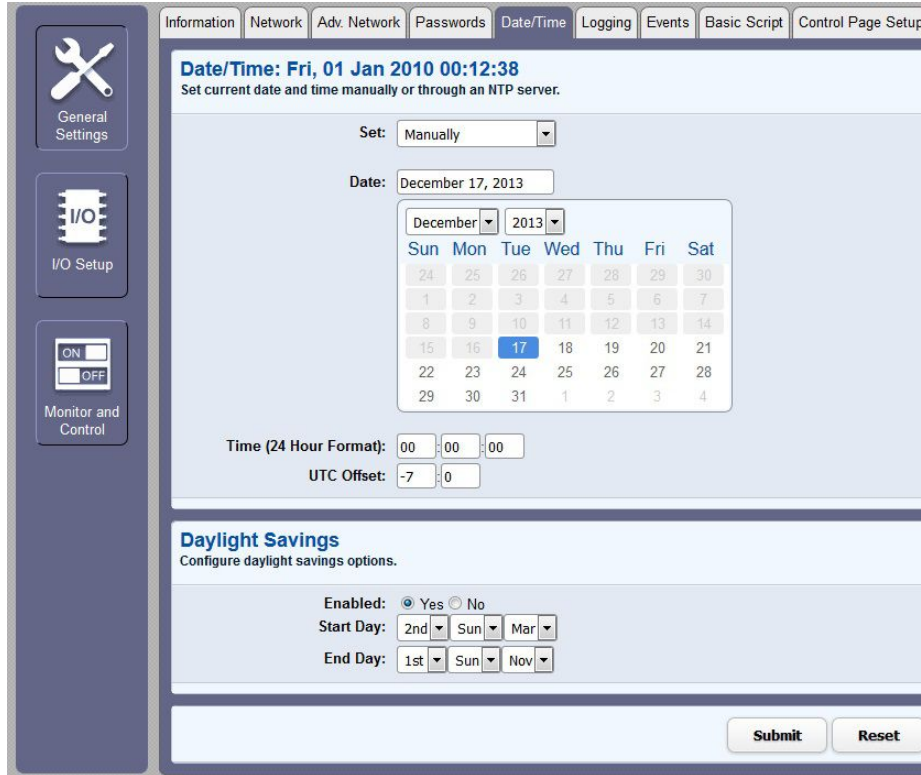 Information Network Adv. Network Passwords Date/Time Logging Events Basic Script Control Page Setup
General
Settings
I/O
I/O Setup
ON
OFF
Monitor and
Control
Date/Time: Fri, 01 Jan 2010 00:12:38
Set current date and time manually or through an NTP server.
Set: Manually
Date: December 17, 2013
December 2013
Sun Mon Tue Wed Thu Fri Sat
24 25 26 27 28 29 30
1 2 3 4 5 6 7
8 9 10 11 12 13 14
15 16 17 18 19 20 21
22 23 24 25 26 27 28
29 30 31 1 2 3 4
Time (24 Hour Format): 00 : 00 : 00
UTC Offset: -7 : 0
Daylight Savings
Configure daylight savings options.
Enabled: Yes No
Start Day: 2nd Sun Mar
End Day: 1st Sun Nov
Submit Reset